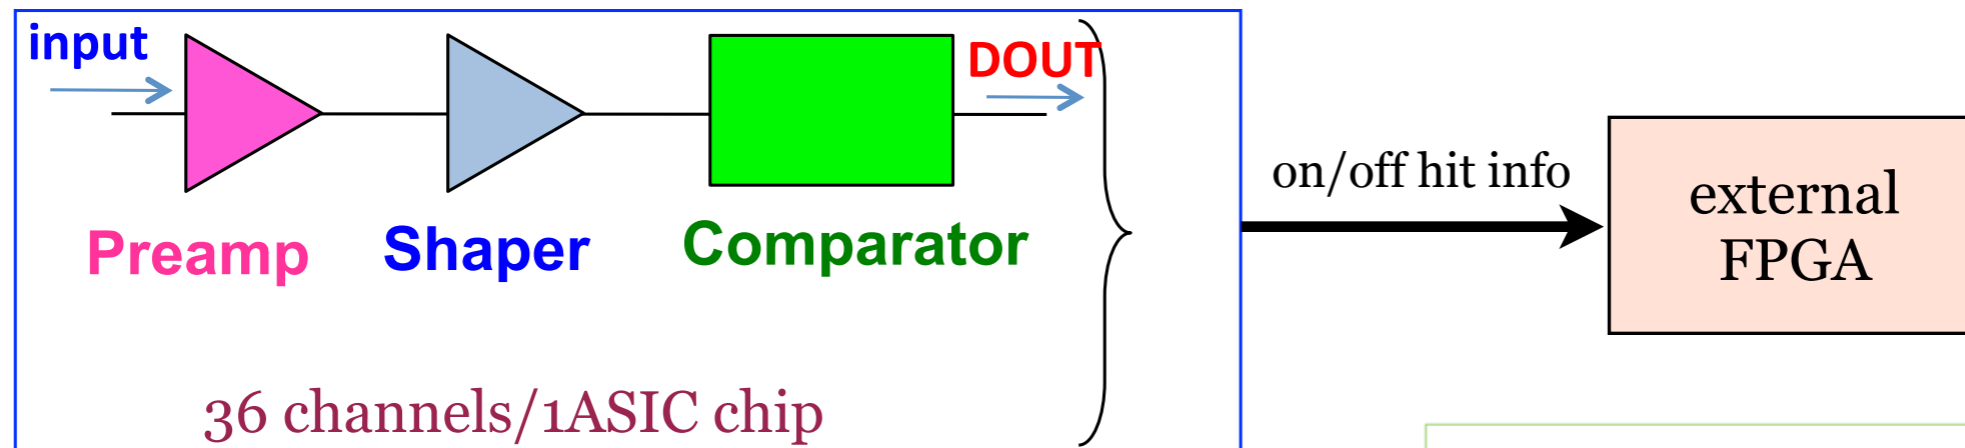 input
DOUT
Preamp
Shaper
Comparator
36 channels/1ASIC chip
on/off hit info
external
FPGA